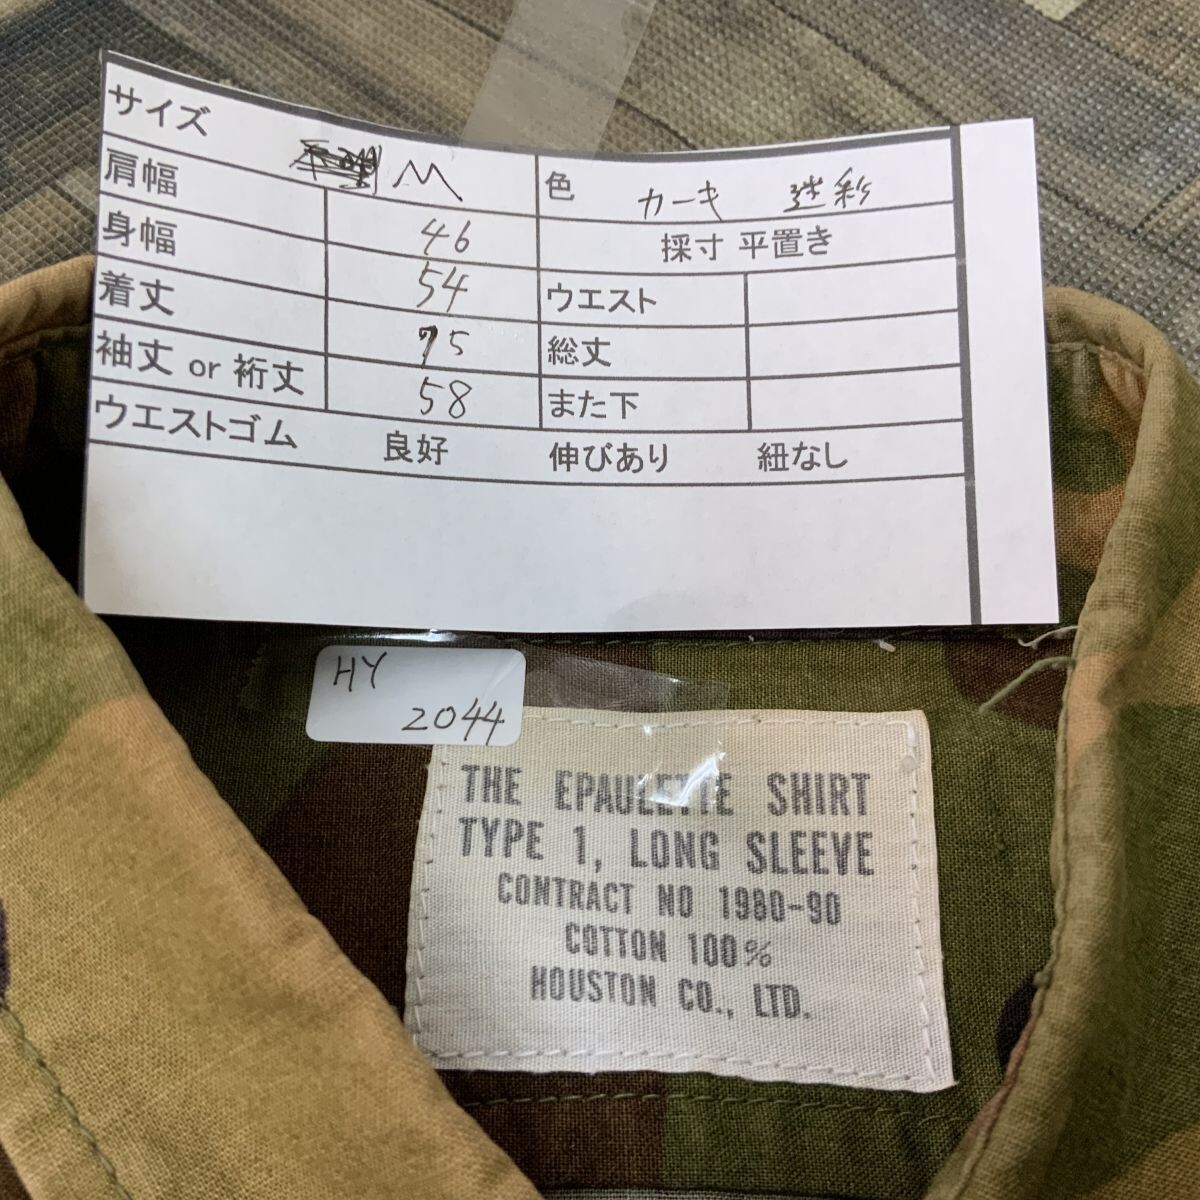 サイズ M 色 カーキ 迷彩
肩幅 46 採寸 平置き
身幅 54 ウエスト
着丈 75 総丈
袖丈 or 裄丈 58 また下
ウエストゴム 良好 伸びあり 紐なし
HY
2044
THE EPAULETTE SHIRT
TYPE 1, LONG SLEEVE
CONTRACT NO 1980-90
COTTON 100%
HOUSTON CO., LTD.